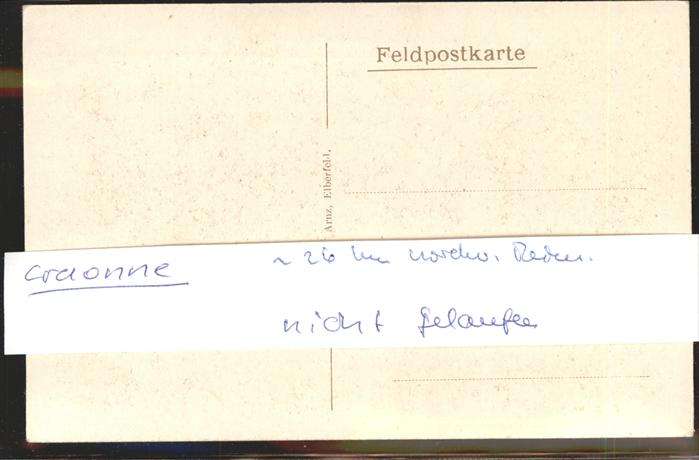 Feldpostkarte
Arnz, Elberfeld.
Craonne
~ 26 km nordw. Reims.
nicht gelaufen